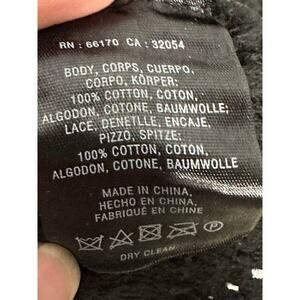 RN : 66170 CA : 32054
BODY, CORPS, CUERPO,
CORPO, KÖRPER:
100% COTTON, COTON,
ALGODON, COTONE, BAUMWOLLE;
LACE, DENETLLE, ENCAJE,
PIZZO, SPITZE:
100% COTTON, COTON,
ALGODON, COTONE, BAUMWOLLE
MADE IN CHINA,
HECHO EN CHINA,
FABRIQUÉ EN CHINE
P
DRY CLEAN